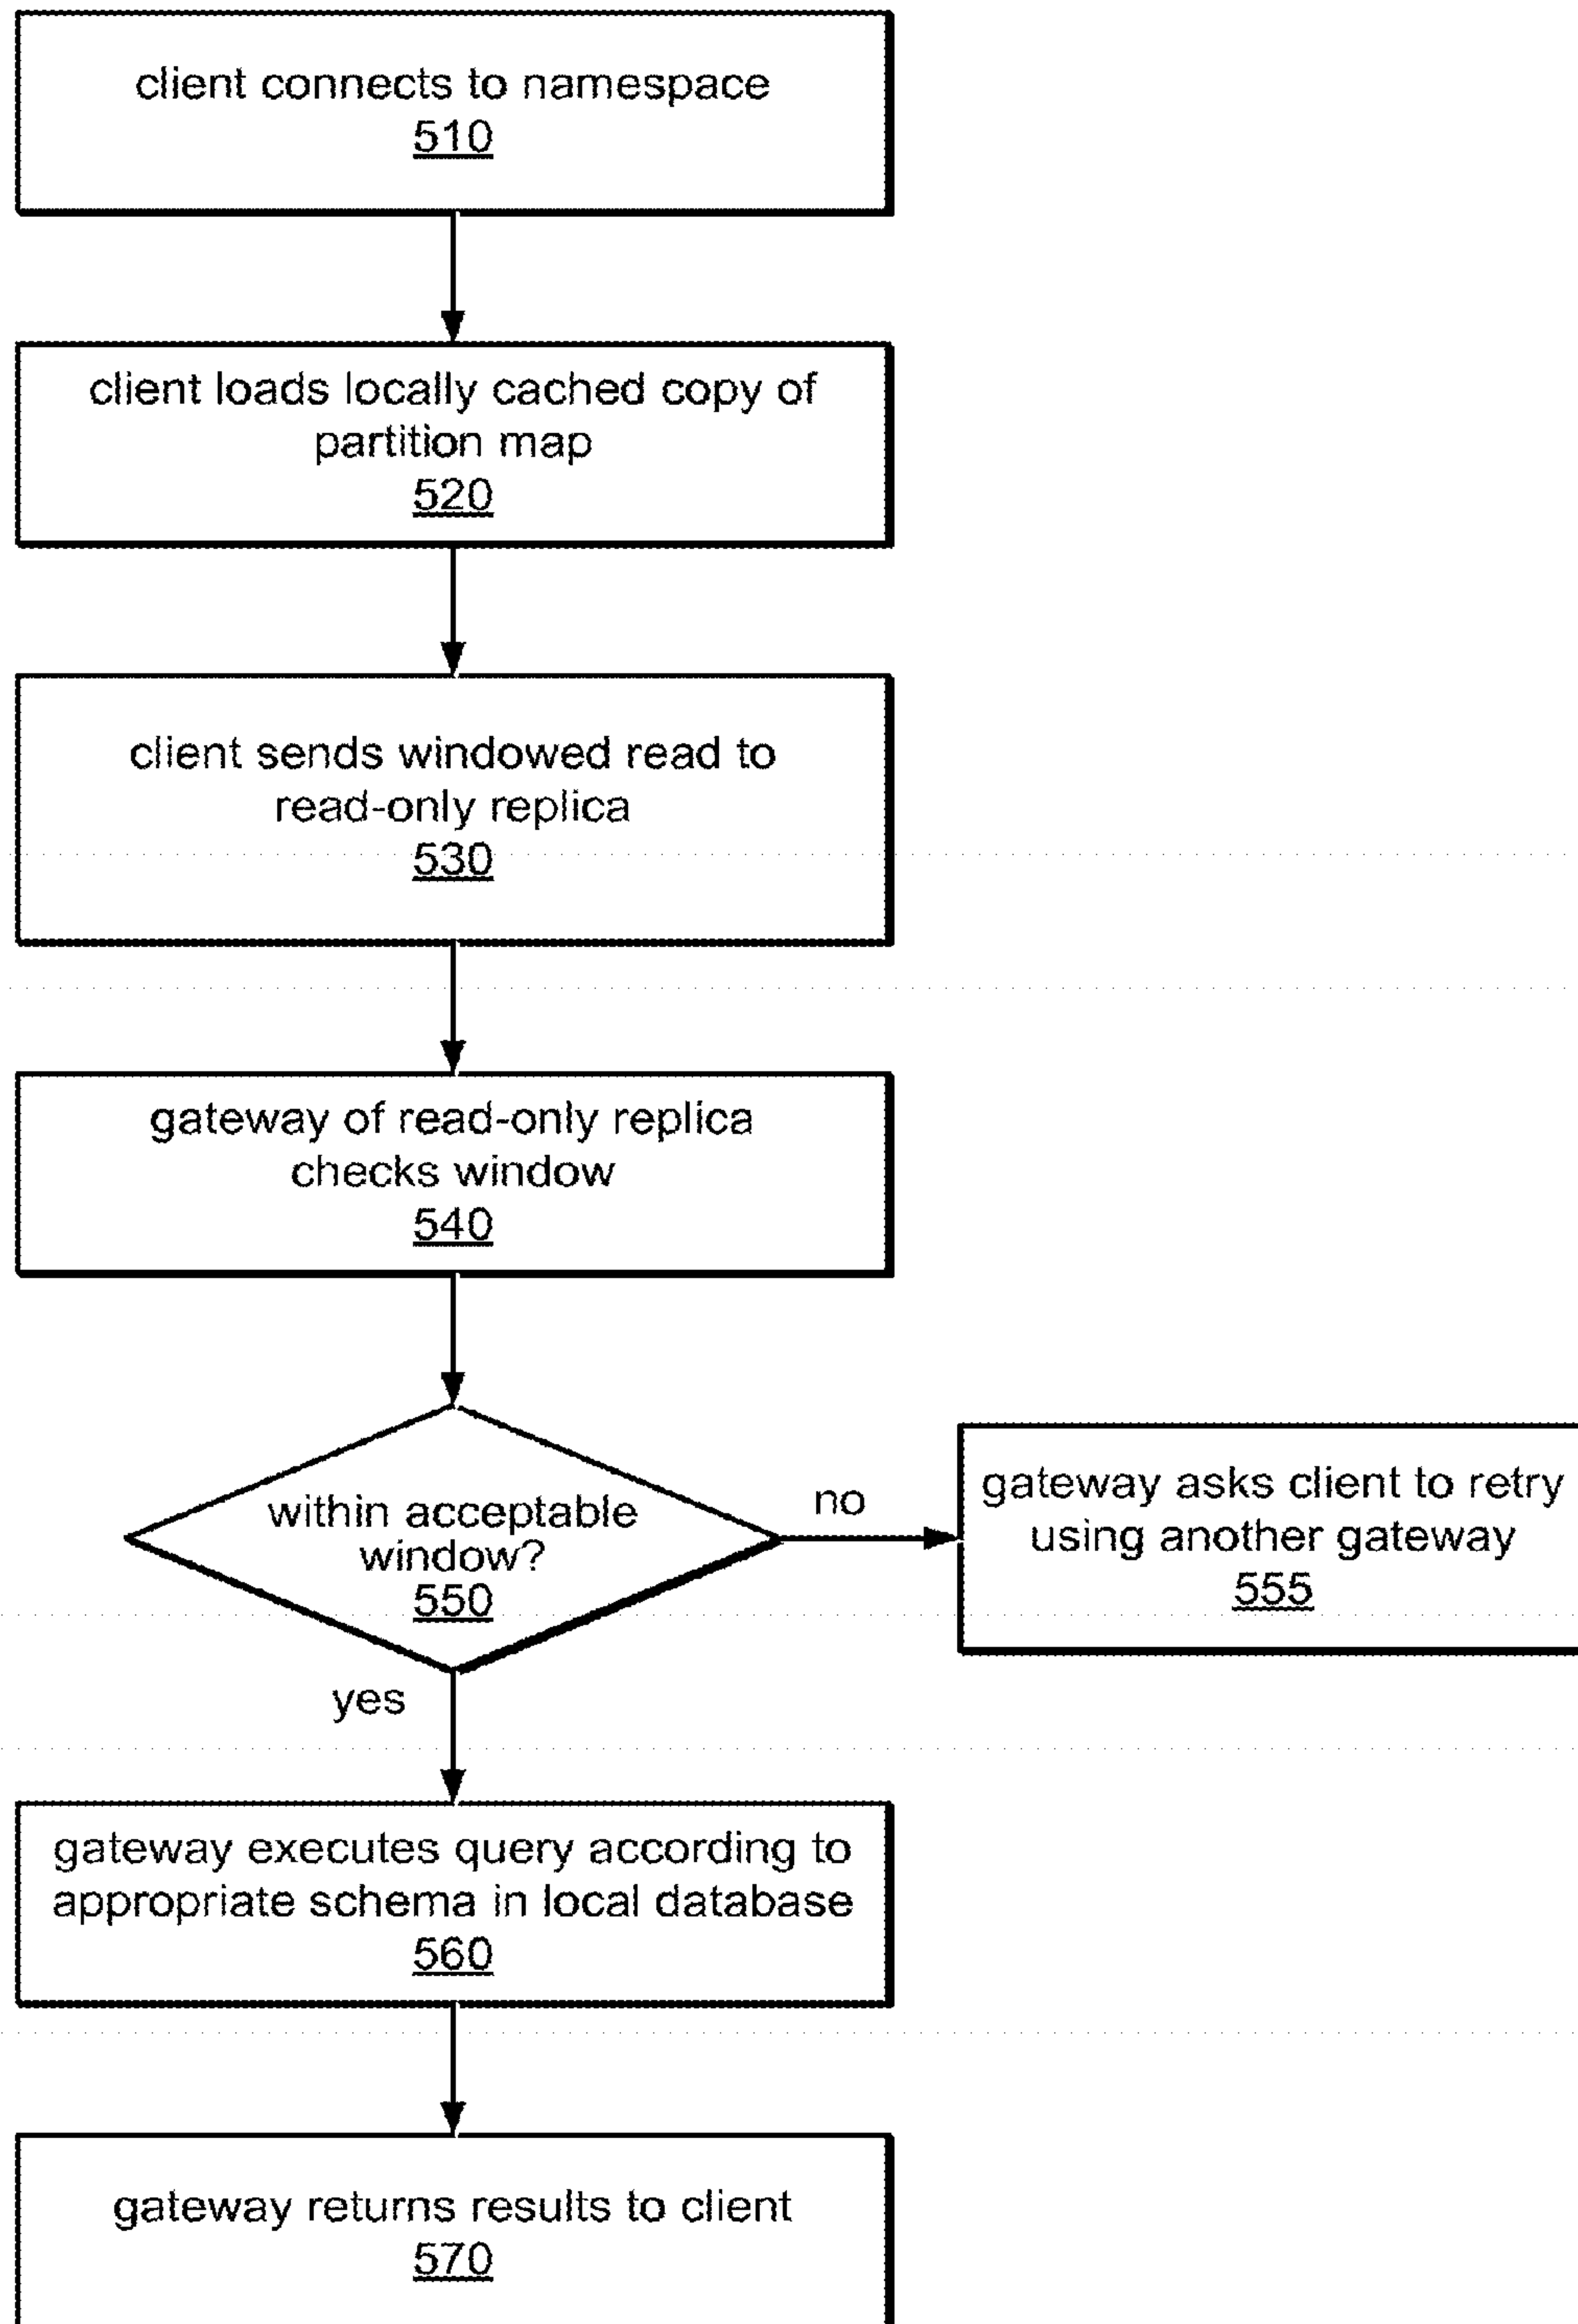 client connects to namespace
510
client loads locally cached copy of
partition map
520
client sends windowed read to
read-only replica
530
gateway of read-only replica
checks window
540
within acceptable
window?
550
no
gateway asks client to retry
using another gateway
555
yes
gateway executes query according to
appropriate schema in local database
560
gateway returns results to client
570